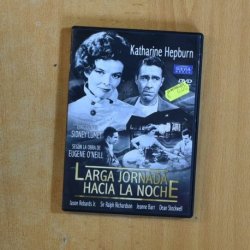 Katharine Hepburn
DVD
SIDNEY LUMET
SEGÚN LA OBRA DE
EUGENE O'NEILL
LARGA JORNADA
HACIA LA NOCHE
Jason Robards Jr. Sir Ralph Richardson Jeanne Barr Dean Stockwell